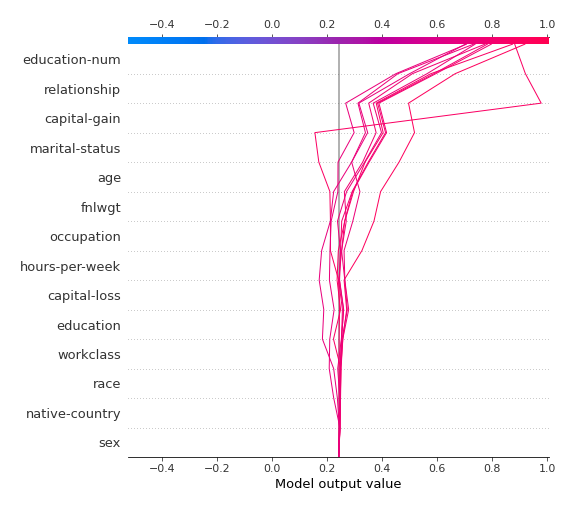 −0.4 −0.2 0.0 0.2 0.4 0.6 0.8 1.0
education-num
relationship
capital-gain
marital-status
age
fnlwgt
occupation
hours-per-week
capital-loss
education
workclass
race
native-country
sex
−0.4 −0.2 0.0 0.2 0.4 0.6 0.8 1.0
Model output value